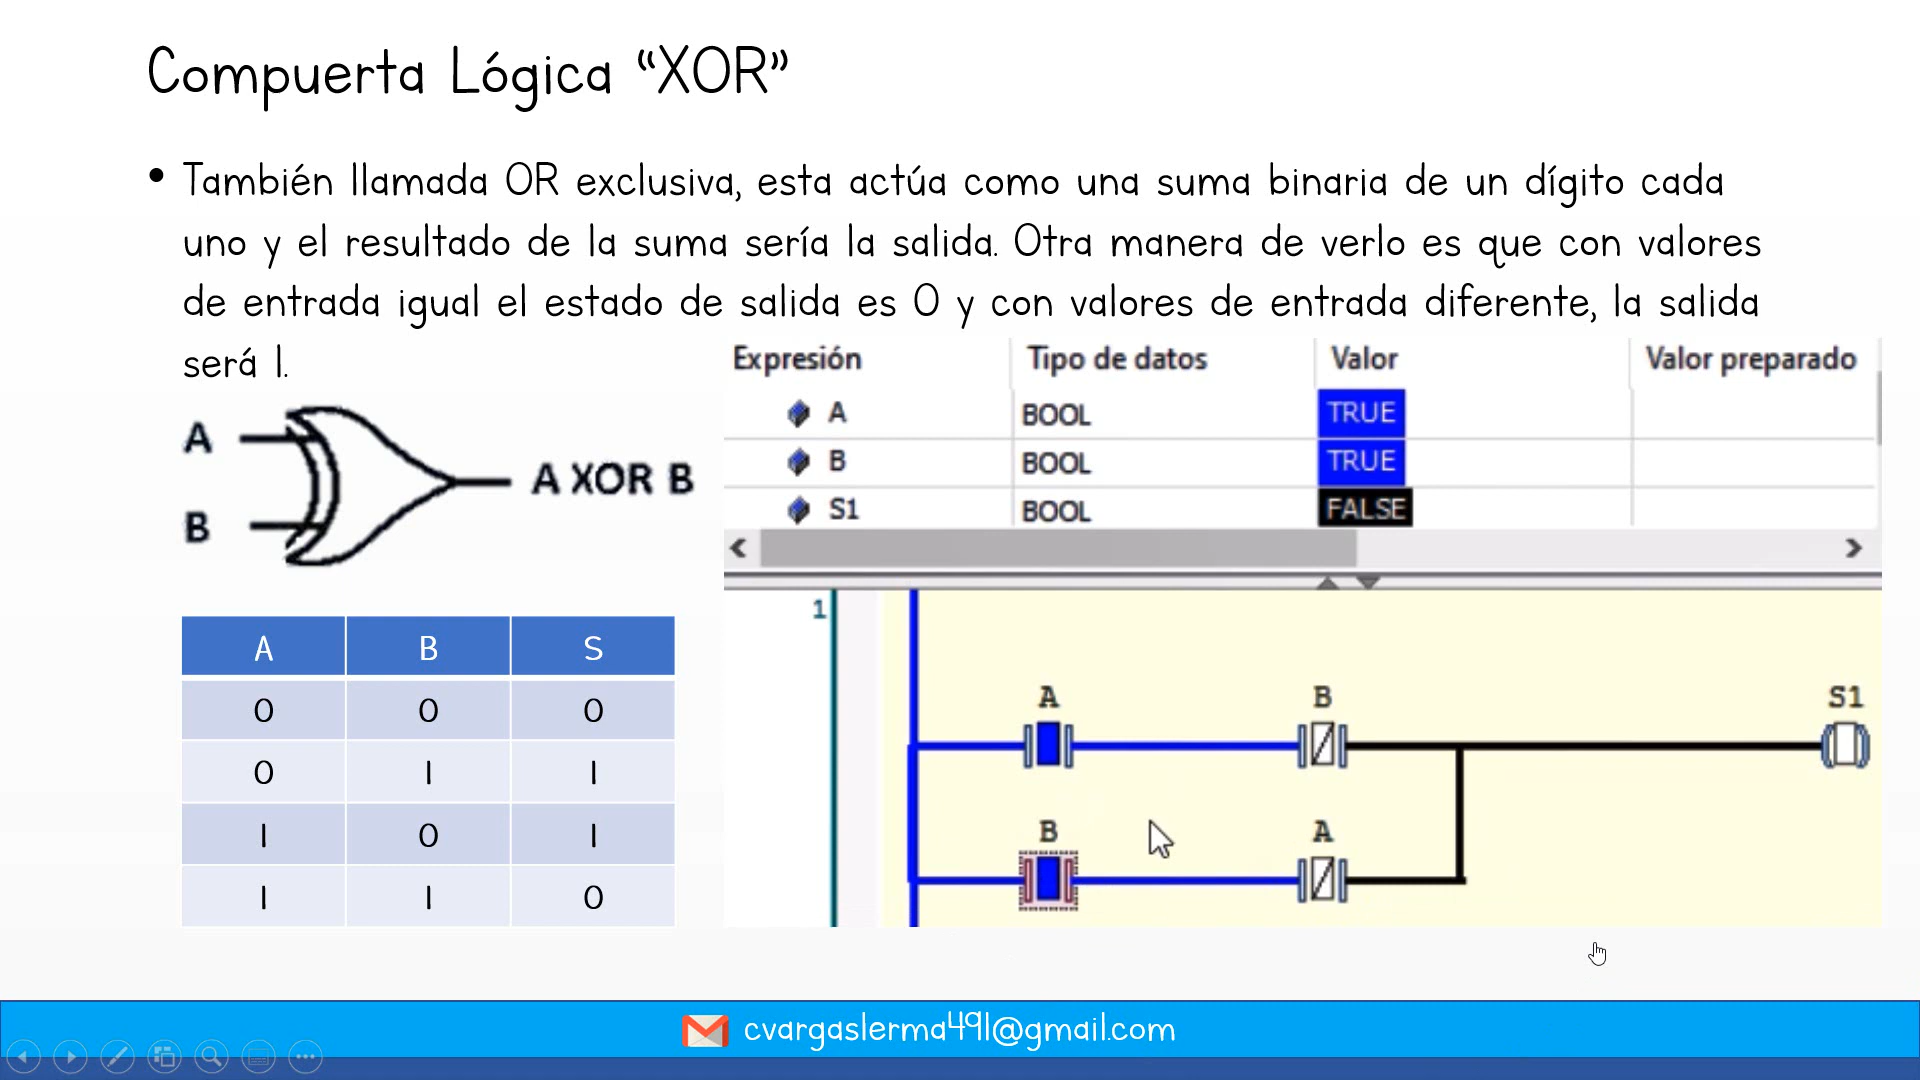 Compuerta Lógica “XOR”
• También llamada OR exclusiva, esta actúa como una suma binaria de un dígito cada
uno y el resultado de la suma sería la salida. Otra manera de verlo es que con valores
de entrada igual el estado de salida es 0 y con valores de entrada diferente, la salida
será 1.
A
B
A XOR B
A B S
0 0 0
0 1 1
1 0 1
1 1 0
Expresión Tipo de datos Valor Valor preparado
A BOOL TRUE
B BOOL TRUE
S1 BOOL FALSE
1
A B S1
B A
cvargaslerma491@gmail.com